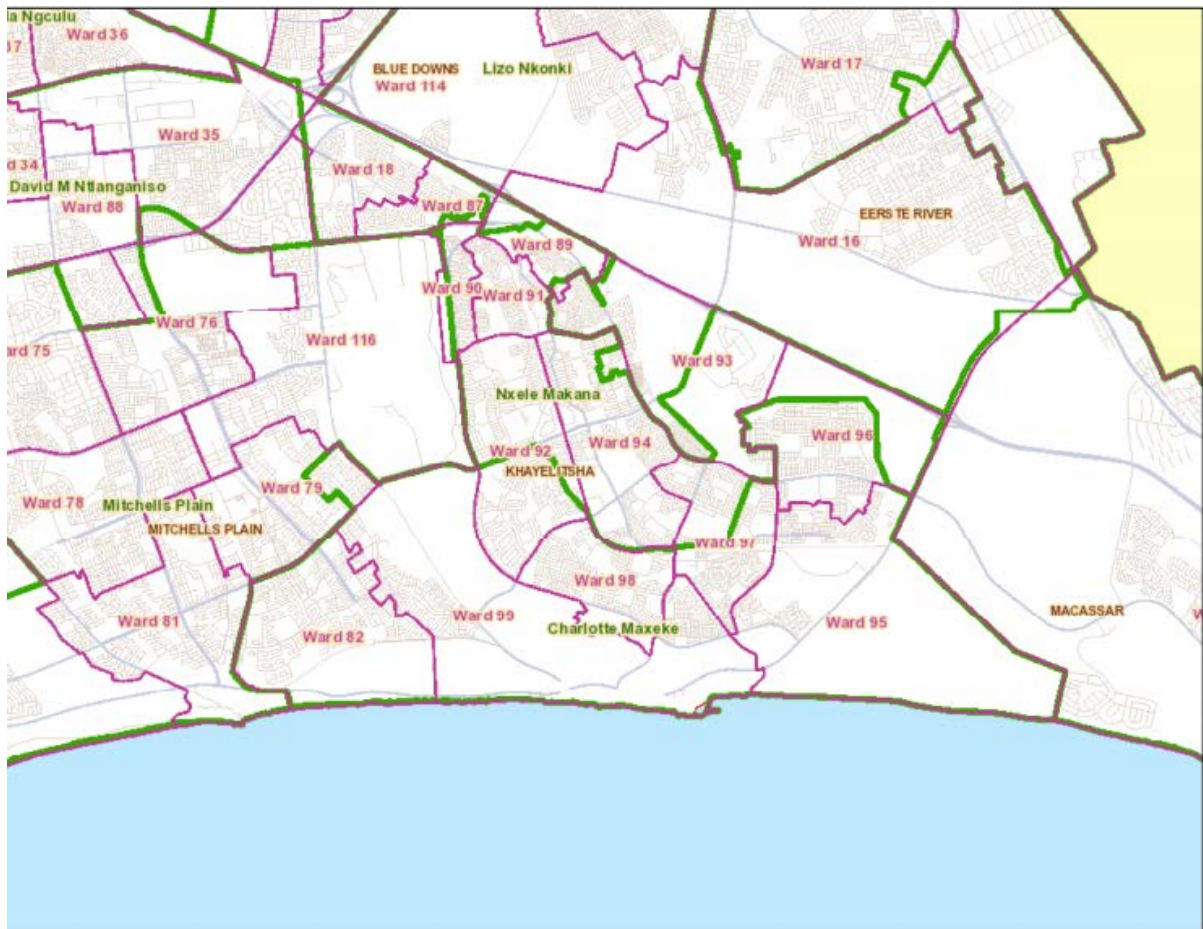 a Ngculu
Ward 36
37
BLUE DOWNS
Lizo Nkonki
Ward 17
Ward 114
Ward 35
d 34
Ward 18
David M Ntlanganiso
Ward 88
Ward 87
EERSTE RIVER
Ward 89
Ward 16
Ward 90
Ward 91
Ward 76
Ward 116
ard 75
Ward 93
Nxele Makana
Ward 96
Ward 94
Ward 92
KHAYELITSHA
Ward 79
Ward 78
Mitchells Plain
MITCHELLS PLAIN
Ward 97
Ward 98
MACASSAR
Ward 99
Ward 81
Ward 82
Charlotte Maxeke
Ward 95